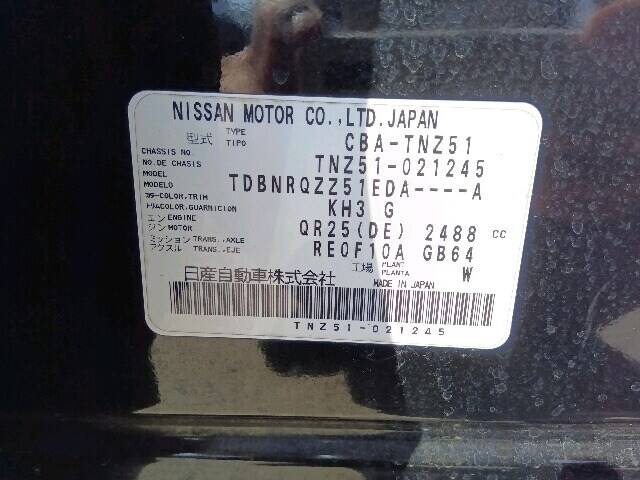 NISSAN MOTOR CO.,LTD.JAPAN
型式 TYPE TIPO CBA-TNZ51
CHASSIS NO NO.DE CHASIS TNZ51-021245
MODEL MODELO TDBNRQZZ51EDA----A
カラー COLOR,TRIM COLOR,GUARNICION KH3 G
エンジン ENGINE MOTOR QR25(DE) 2488 CC
ミッション アクスル TRANS.,AXLE TRANS.,EJE RE0F10A GB64
工場 PLANT PLANTA W
日産自動車株式会社 MADE IN JAPAN
TNZ51-021245